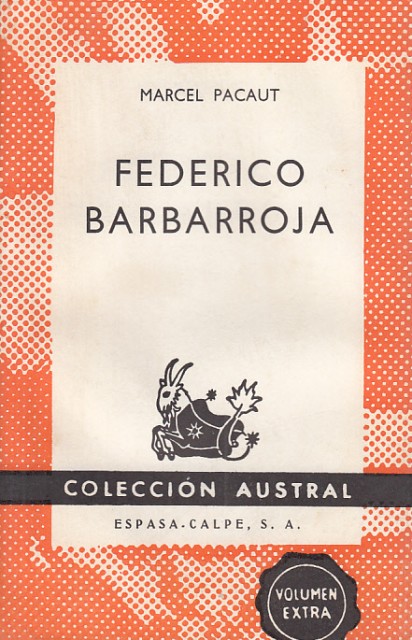 MARCEL PACAUT
FEDERICO
BARBARROJA
COLECCIÓN AUSTRAL
ESPASA-CALPE, S. A.
VOLUMEN
EXTRA